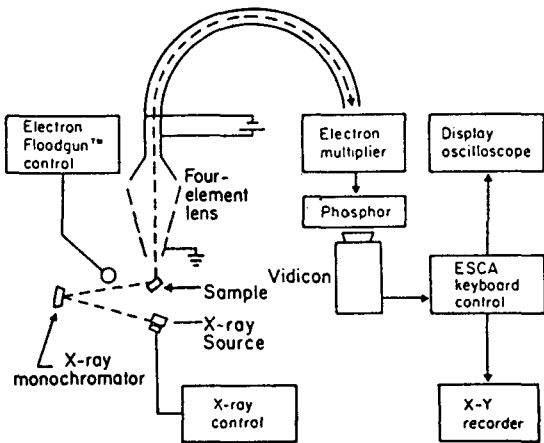 Electron
Floodgun™
control
Four-
element
lens
Electron
multiplier
Display
oscilloscope
Phosphor
Vidicon
ESCA
keyboard
control
Sample
X-ray
Source
X-ray
monochromator
X-ray
control
X-Y
recorder